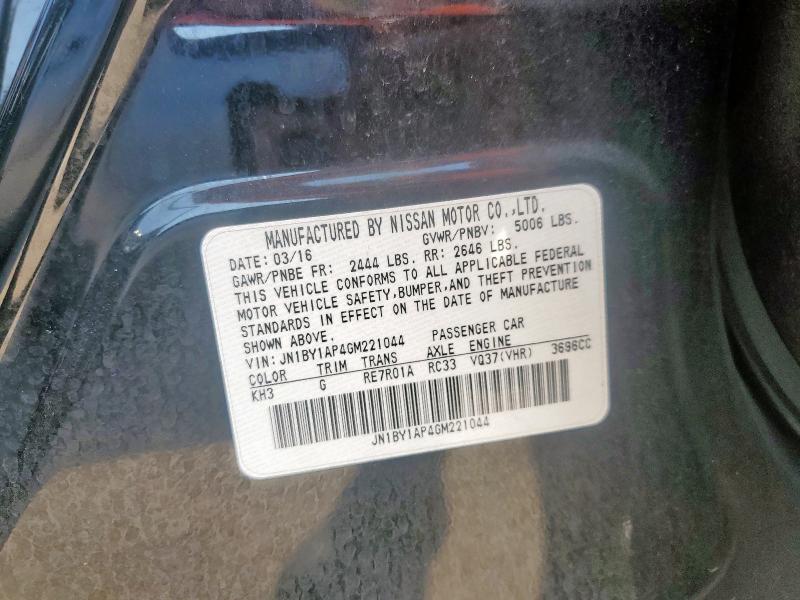 MANUFACTURED BY NISSAN MOTOR CO.,LTD.
DATE: 03/16 GVWR/PNBV: 5006 LBS.
GAWR/PNBE FR: 2444 LBS. RR: 2646 LBS.
THIS VEHICLE CONFORMS TO ALL APPLICABLE FEDERAL
MOTOR VEHICLE SAFETY,BUMPER,AND THEFT PREVENTION
STANDARDS IN EFFECT ON THE DATE OF MANUFACTURE
SHOWN ABOVE.
VIN: JN1BY1AP4GM221044 PASSENGER CAR
COLOR TRIM TRANS AXLE ENGINE
KH3 G RE7R01A RC33 VQ37(VHR) 3696CC
JN1BY1AP4GM221044